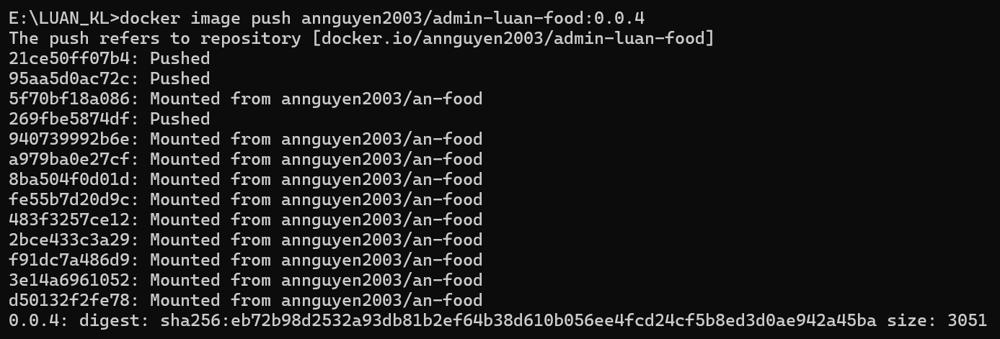 E:\LUAN_KL>docker image push annguyen2003/admin-luan-food:0.0.4
The push refers to repository [docker.io/annguyen2003/admin-luan-food]
21ce50ff07b4: Pushed
95aa5d0ac72c: Pushed
5f70bf18a086: Mounted from annguyen2003/an-food
269fbe5874df: Pushed
940739992b6e: Mounted from annguyen2003/an-food
a979ba0e27cf: Mounted from annguyen2003/an-food
8ba504f0d01d: Mounted from annguyen2003/an-food
fe55b7d20d9c: Mounted from annguyen2003/an-food
483f3257ce12: Mounted from annguyen2003/an-food
2bce433c3a29: Mounted from annguyen2003/an-food
f91dc7a486d9: Mounted from annguyen2003/an-food
3e14a6961052: Mounted from annguyen2003/an-food
d50132f2fe78: Mounted from annguyen2003/an-food
0.0.4: digest: sha256:eb72b98d2532a93db81b2ef64b38d610b056ee4fcd24cf5b8ed3d0ae942a45ba size: 3051